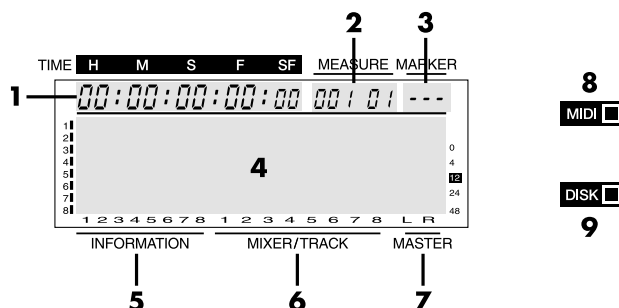 2 3
TIME H M S F SF MEASURE MARKER
1 00:00:00:00:00 001 01 ---
8
MIDI
1
2
3
4
5
6
7
8
4
0
4
12
24
48
DISK
9
1 2 3 4 5 6 7 8 1 2 3 4 5 6 7 8 L R
INFORMATION MIXER/TRACK MASTER
5 6 7